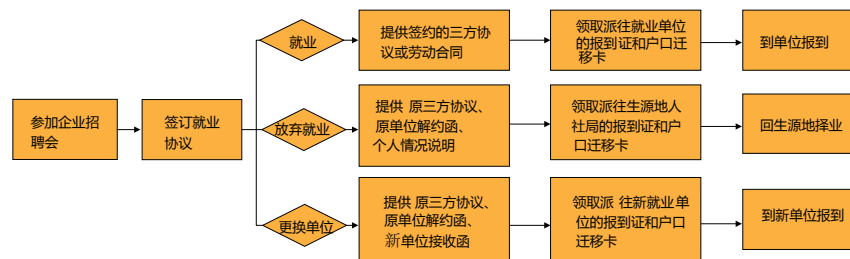 参加企业招
聘会
签订就业
协议
就业
提供签约的三方协
议或劳动合同
领取派往就业单位
的报到证和户口迁
移卡
到单位报到
放弃就业
提供 原三方协议、
原单位解约函、
个人情况说明
领取派往生源地人
社局的报到证和户
口迁移卡
回生源地择业
更换单位
提供 原三方协议、
原单位解约函、
新单位接收函
领取派 往新就业单
位的报到证和户口
迁移卡
到新单位报到